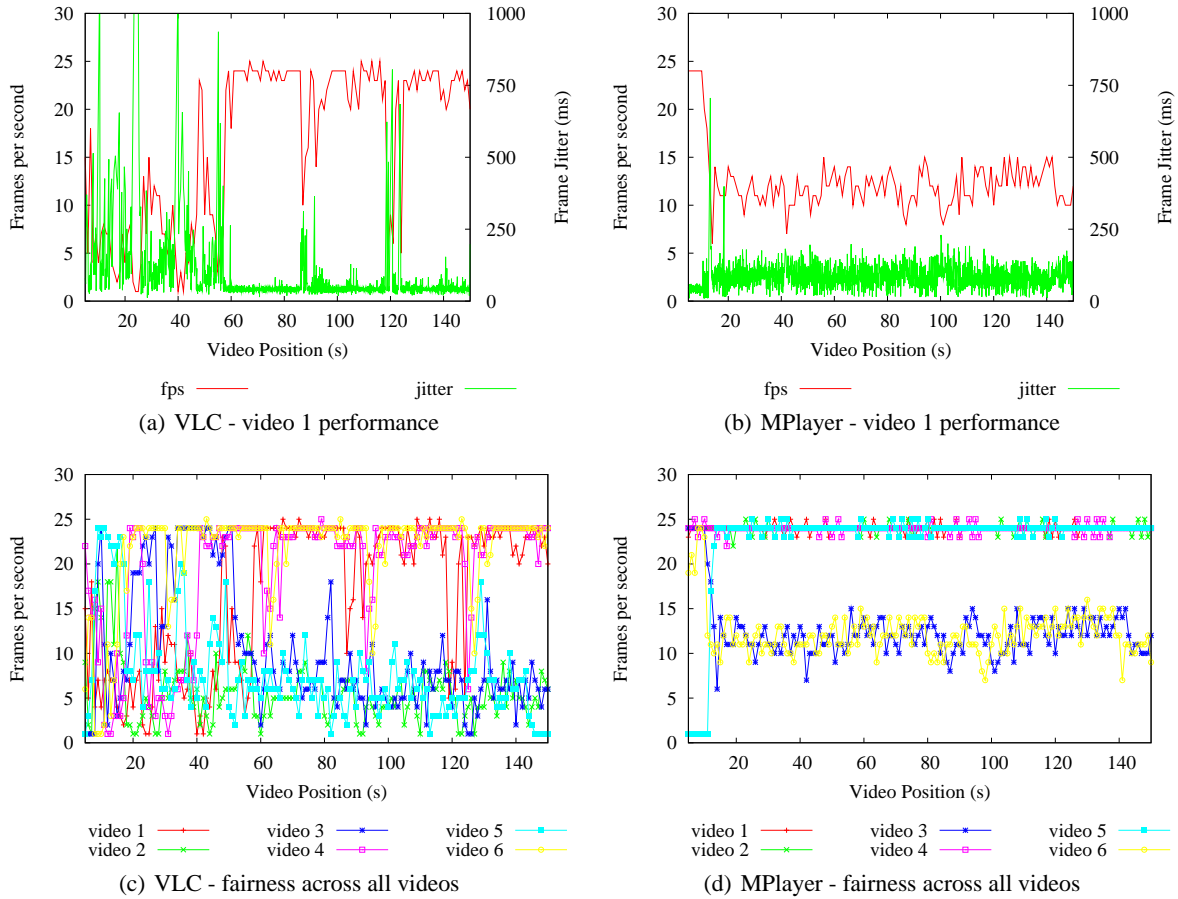 30
25
20
15
10
5
0
Frames per second
1000
750
500
250
0
Frame Jitter (ms)
20 40 60 80 100 120 140
Video Position (s)
fps
jitter
(a) VLC - video 1 performance
30
25
20
15
10
5
0
Frames per second
1000
750
500
250
0
Frame Jitter (ms)
20 40 60 80 100 120 140
Video Position (s)
fps
jitter
(b) MPlayer - video 1 performance
30
25
20
15
10
5
0
Frames per second
20 40 60 80 100 120 140
Video Position (s)
video 1 video 3 video 5
video 2 video 4 video 6
(c) VLC - fairness across all videos
30
25
20
15
10
5
0
Frames per second
20 40 60 80 100 120 140
Video Position (s)
video 1 video 3 video 5
video 2 video 4 video 6
(d) MPlayer - fairness across all videos